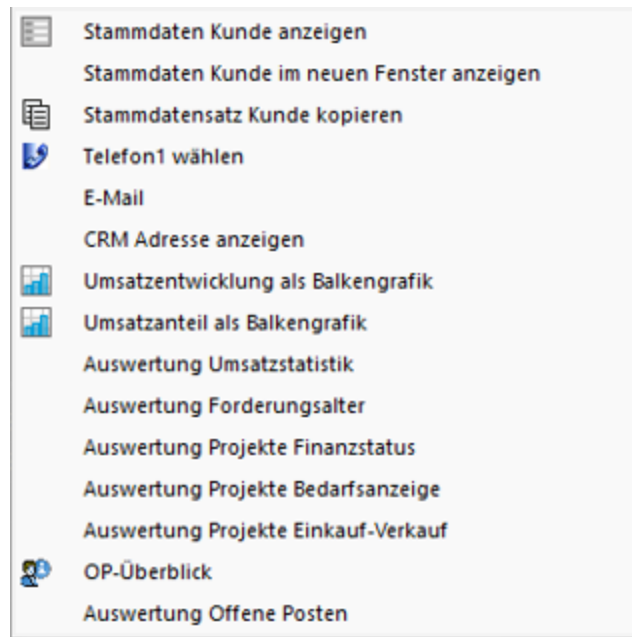 Stammdaten Kunde anzeigen
Stammdaten Kunde im neuen Fenster anzeigen
Stammdatensatz Kunde kopieren
Telefon1 wählen
E-Mail
CRM Adresse anzeigen
Umsatzentwicklung als Balkengrafik
Umsatzanteil als Balkengrafik
Auswertung Umsatzstatistik
Auswertung Forderungsalter
Auswertung Projekte Finanzstatus
Auswertung Projekte Bedarfsanzeige
Auswertung Projekte Einkauf-Verkauf
OP-Überblick
Auswertung Offene Posten